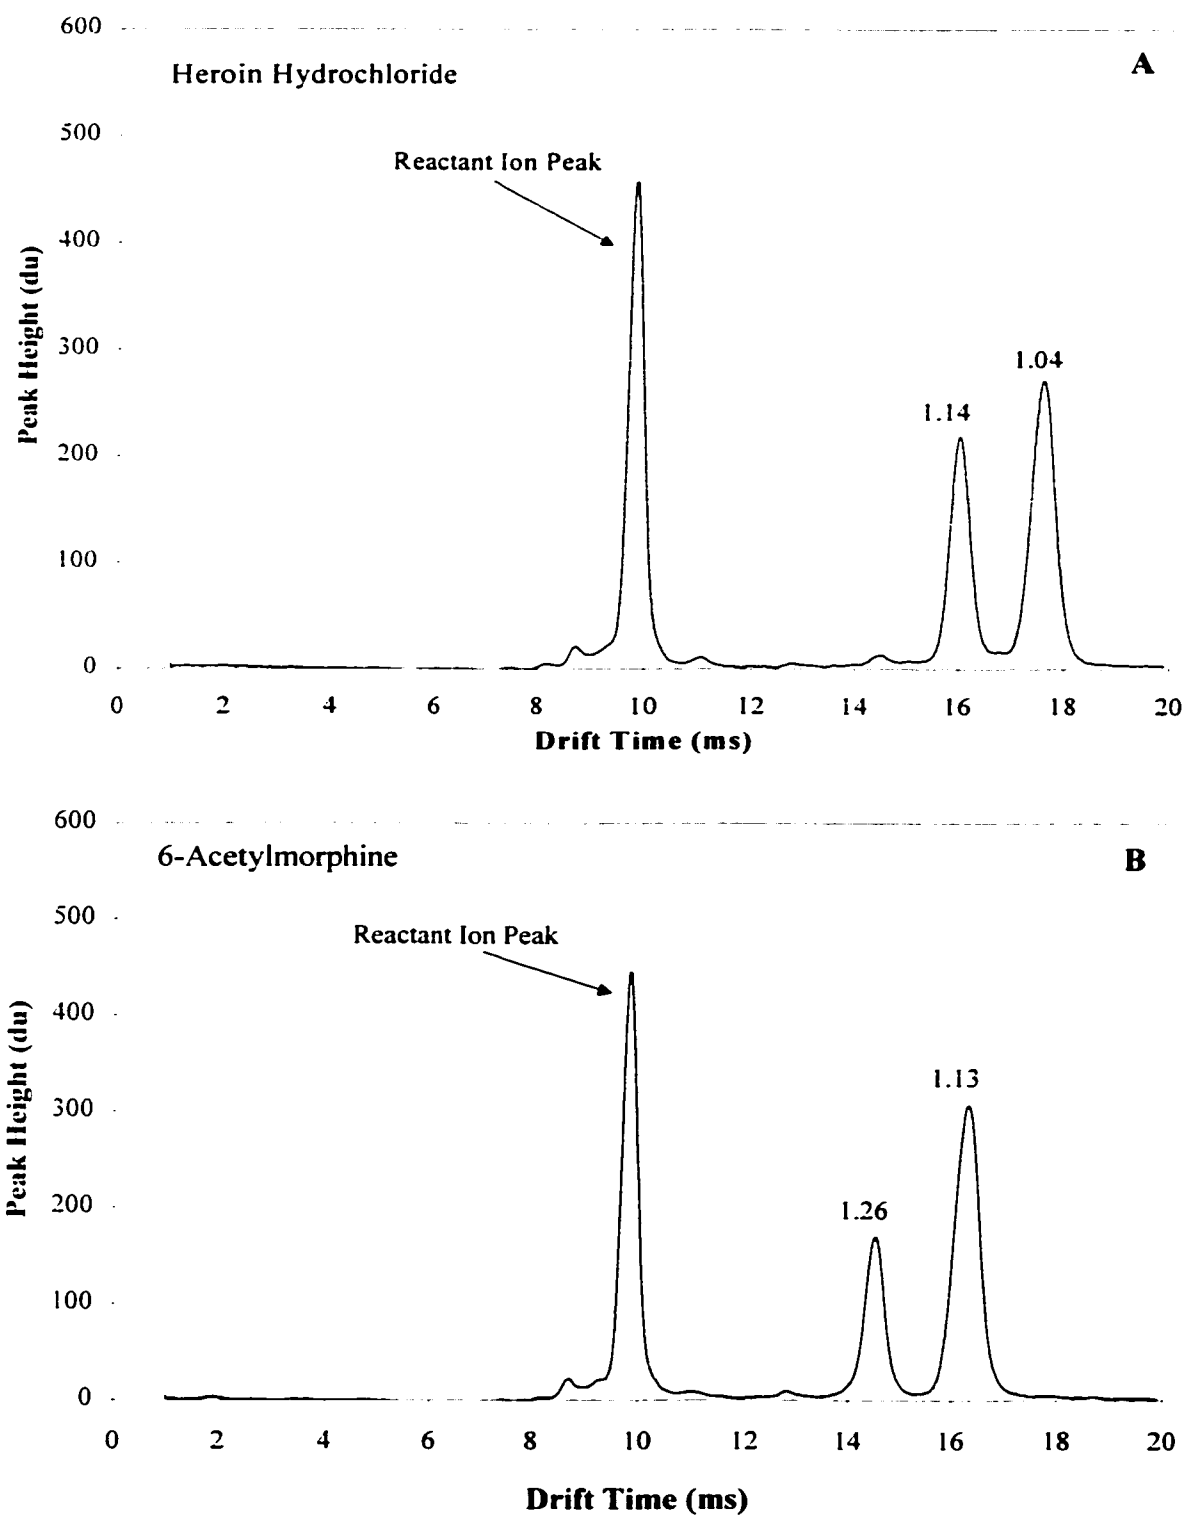 600
A
Heroin Hydrochloride
500
Reactant Ion Peak
400
1.04
300
1.14
200
100
0
Peak Height (du)
0 2 4 6 8 10 12 14 16 18 20
Drift Time (ms)
600
6-Acetylmorphine
B
500
Reactant Ion Peak
400
1.13
300
200
1.26
100
0
Peak Height (du)
0 2 4 6 8 10 12 14 16 18 20
Drift Time (ms)